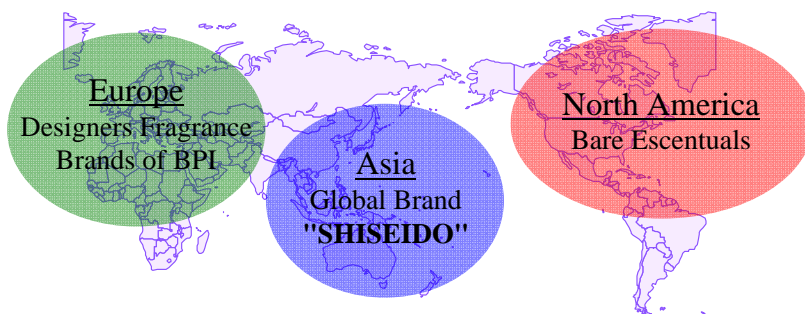 Europe
Designers Fragrance
Brands of BPI
Asia
Global Brand
"SHISEIDO"
North America
Bare Escentuals